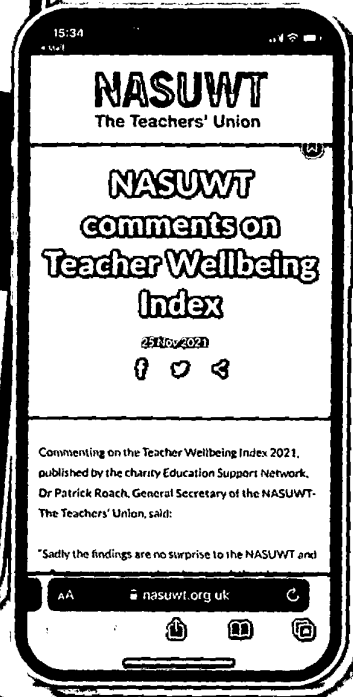 15:34
NASUWT
The Teachers' Union
NASUWT
comments on
Teacher Wellbeing
Index
25 Nov 2021
Commenting on the Teacher Wellbeing Index 2021,
published by the charity Education Support Network,
Dr Patrick Roach, General Secretary of the NASUWT-
The Teachers' Union, said:
"Sadly the findings are no surprise to the NASUWT and
AA nasuwt.org.uk